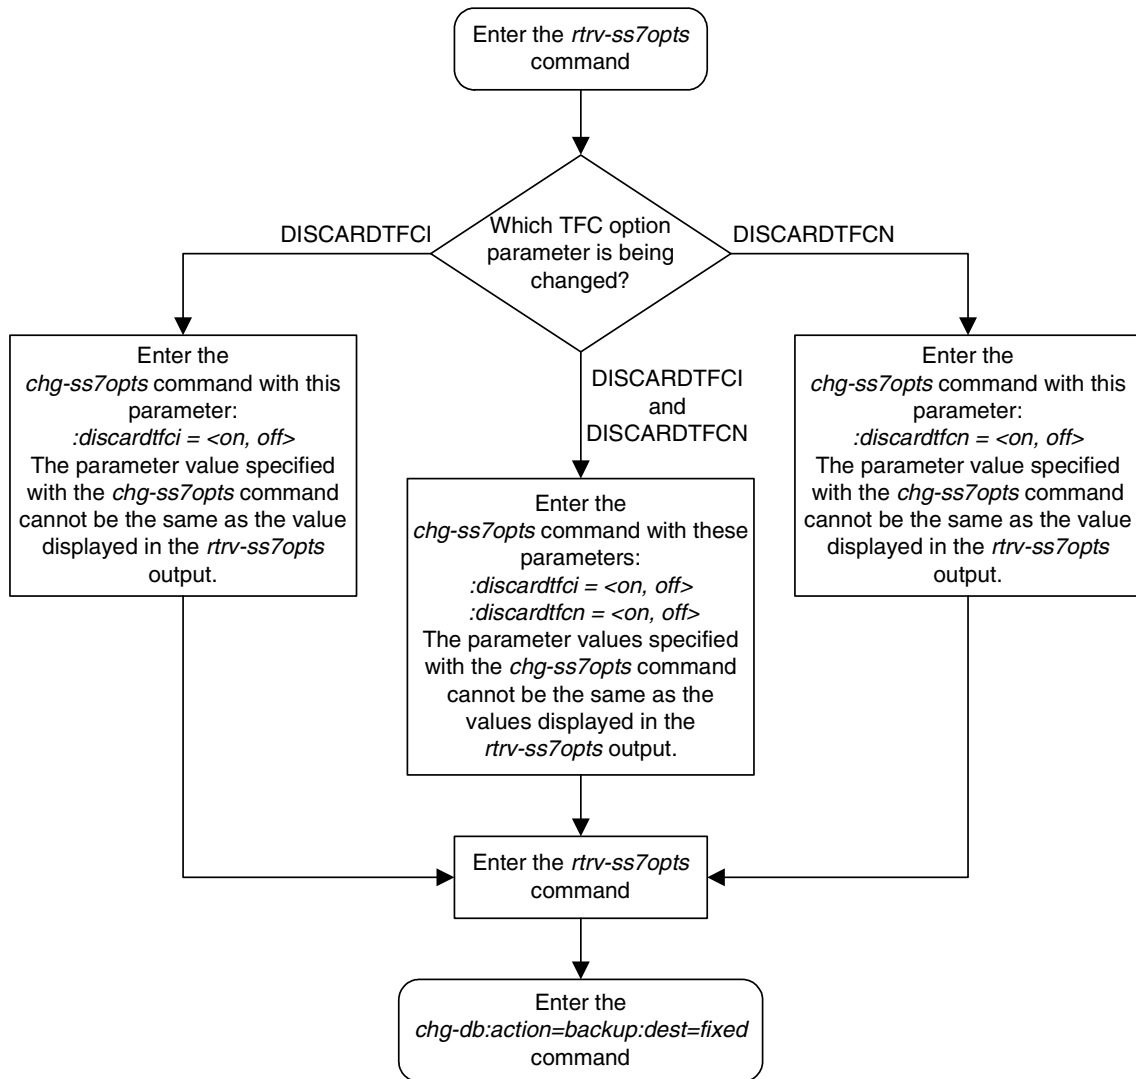 Enter the rtrv-ss7opts
command
Which TFC option
parameter is being
changed?
DISCARDTFCI
DISCARDTFCN
DISCARDTFCI
and
DISCARDTFCN
Enter the
chg-ss7opts command with this
parameter:
:discardtfci = <on, off>
The parameter value specified
with the chg-ss7opts command
cannot be the same as the value
displayed in the rtrv-ss7opts
output.
Enter the
chg-ss7opts command with these
parameters:
:discardtfci = <on, off>
:discardtfcn = <on, off>
The parameter values specified
with the chg-ss7opts command
cannot be the same as the
values displayed in the
rtrv-ss7opts output.
Enter the
chg-ss7opts command with this
parameter:
:discardtfcn = <on, off>
The parameter value specified
with the chg-ss7opts command
cannot be the same as the value
displayed in the rtrv-ss7opts
output.
Enter the rtrv-ss7opts
command
Enter the
chg-db:action=backup:dest=fixed
command